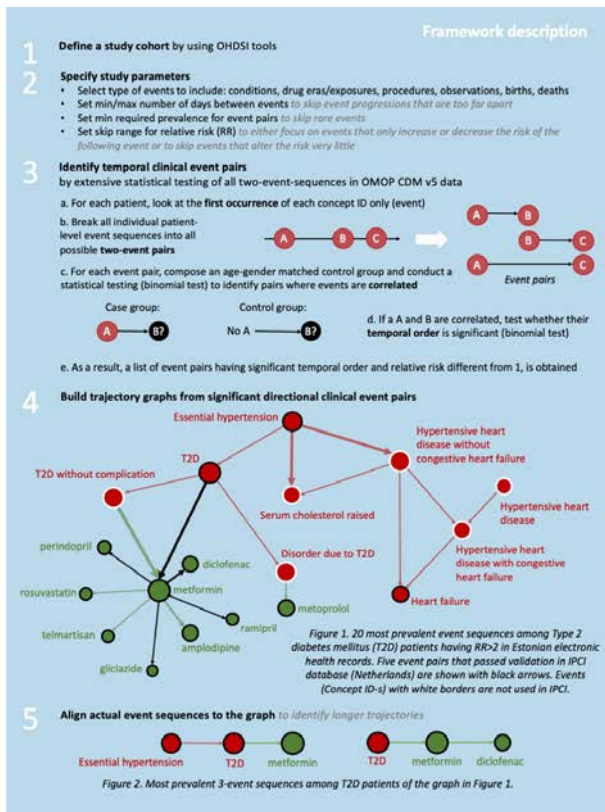 Framework description
1
Define a study cohort by using OHDSI tools
2
Specify study parameters
• Select type of events to include: conditions, drug eras/exposures, procedures, observations, births, deaths
• Set min/max number of days between events to skip event progressions that are too far apart
• Set min required prevalence for event pairs to skip rare events
• Set skip range for relative risk (RR) to either focus on events that only increase or decrease the risk of the
following event or to skip events that alter the risk very little
3
Identify temporal clinical event pairs
by extensive statistical testing of all two-event-sequences in OMOP CDM v5 data
a. For each patient, look at the first occurrence of each concept ID only (event)
b. Break all individual patient-
level event sequences into all
possible two-event pairs
A B C
A B
B C
A C
Event pairs
c. For each event pair, compose an age-gender matched control group and conduct a
statistical testing (binomial test) to identify pairs where events are correlated
Case group:
A B?
Control group:
No A B?
d. If a A and B are correlated, test whether their
temporal order is significant (binomial test)
e. As a result, a list of event pairs having significant temporal order and relative risk different from 1, is obtained
4
Build trajectory graphs from significant directional clinical event pairs
Essential hypertension
Hypertensive heart
disease without
congestive heart failure
T2D
T2D without complication
Serum cholesterol raised
Hypertensive heart
disease
Hypertensive heart
disease with congestive
heart failure
Disorder due to T2D
Heart failure
perindopril
diclofenac
metformin
rosuvastatin
metoprolol
ramipril
telmartisan
amplodipine
gliclazide
Figure 1. 20 most prevalent event sequences among Type 2
diabetes mellitus (T2D) patients having RR>2 in Estonian electronic
health records. Five event pairs that passed validation in IPCI
database (Netherlands) are shown with black arrows. Events
(Concept ID-s) with white borders are not used in IPCI.
5
Align actual event sequences to the graph to identify longer trajectories
Essential hypertension T2D metformin
T2D metformin diclofenac
Figure 2. Most prevalent 3-event sequences among T2D patients of the graph in Figure 1.